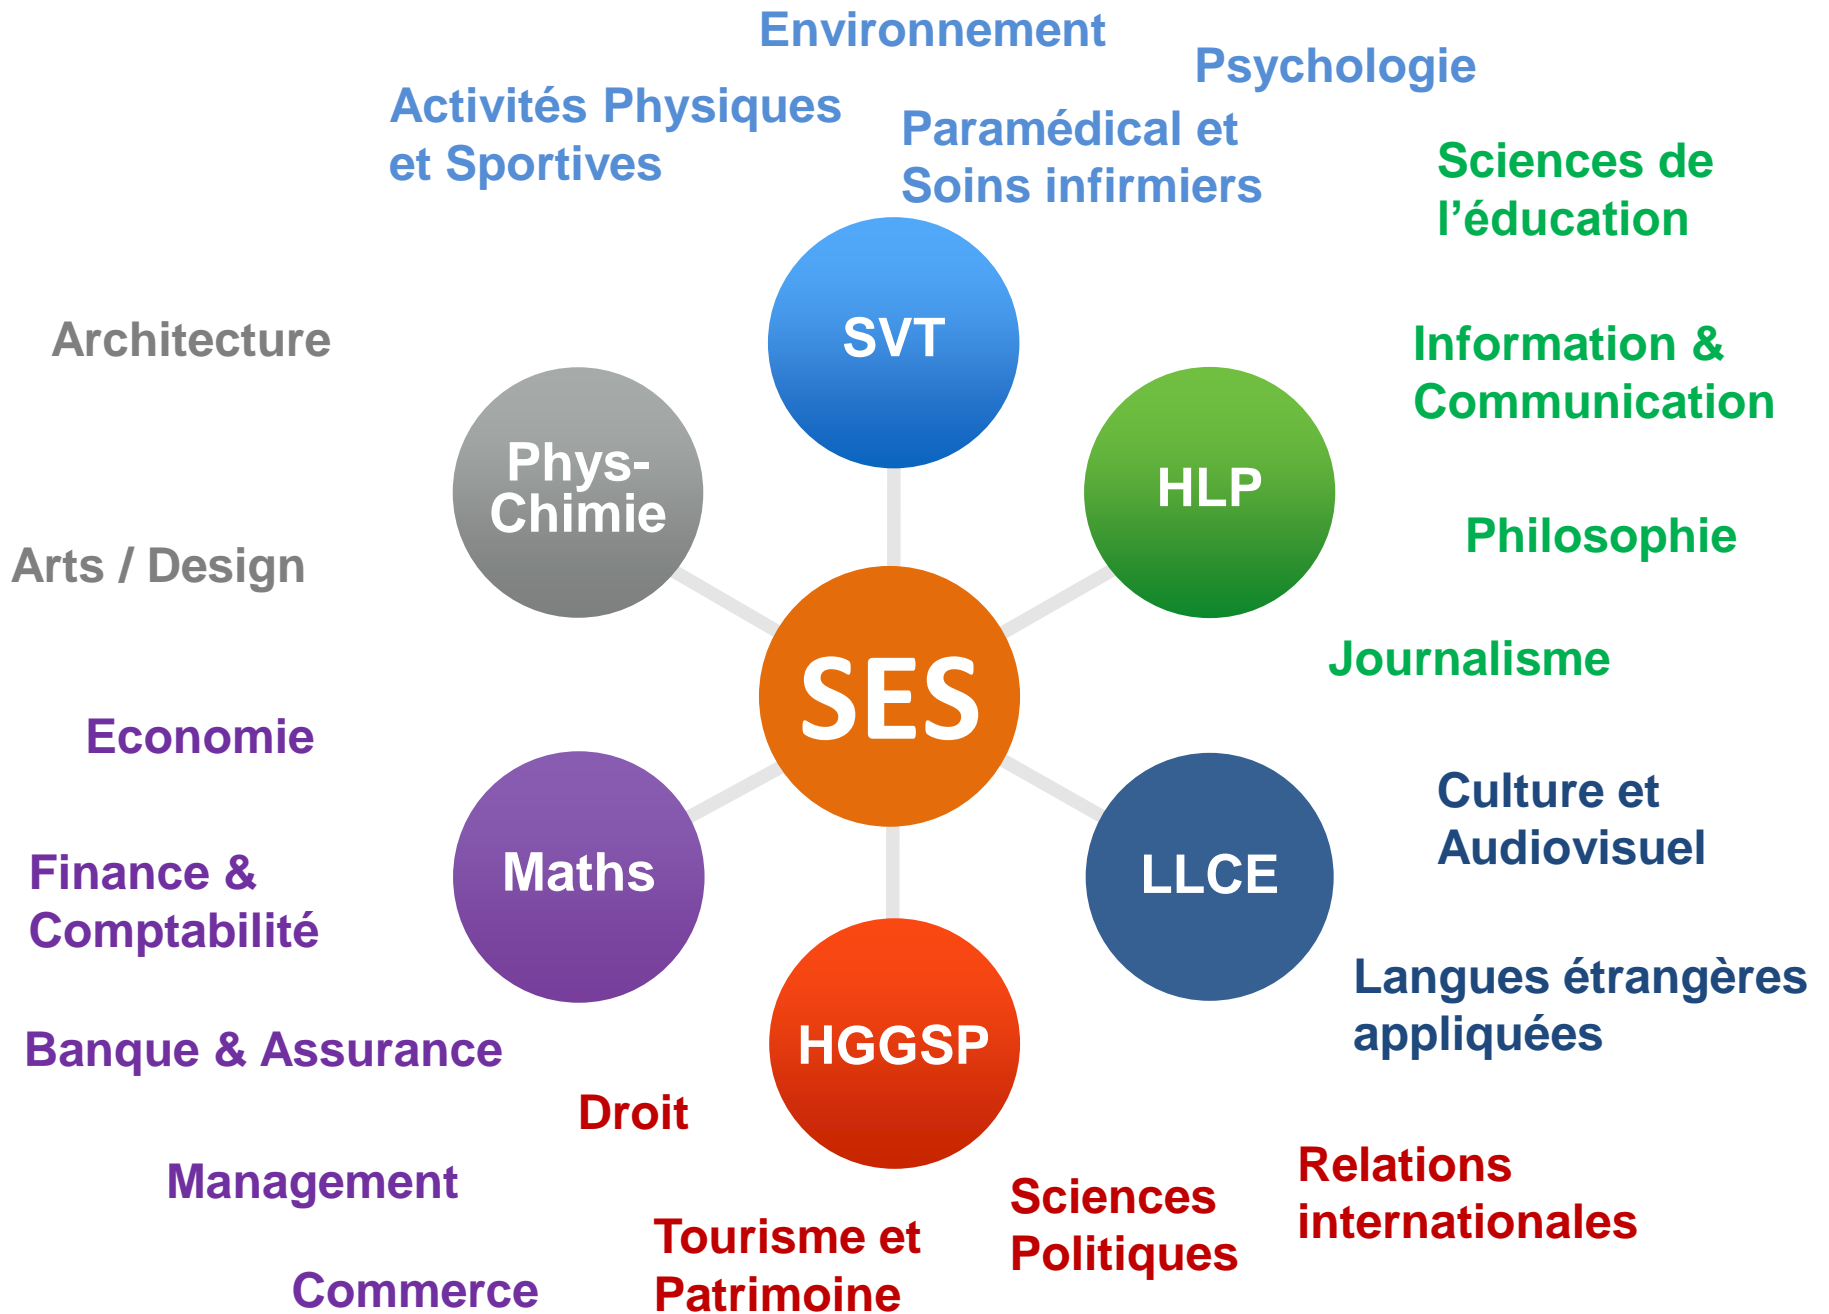 Environnement
Psychologie
Activités Physiques
et Sportives
Paramédical et
Soins infirmiers
Sciences de
l’éducation
Architecture
SVT
Information &
Communication
Phys-
Chimie
HLP
Arts / Design
Philosophie
SES
Journalisme
Economie
Culture et
Audiovisuel
Finance &
Comptabilité
Maths
LLCE
Langues étrangères
appliquées
Banque & Assurance
HGGSP
Droit
Management
Relations
internationales
Sciences
Politiques
Tourisme et
Patrimoine
Commerce